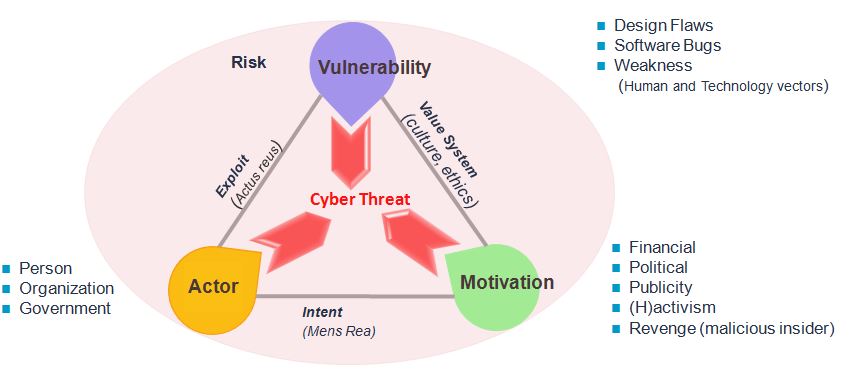 Design Flaws
Software Bugs
Weakness
(Human and Technology vectors)
Risk
Vulnerability
Exploit
(Actus reus)
Value System
(culture, ethics)
Cyber Threat
Person
Organization
Government
Actor
Motivation
Intent
(Mens Rea)
Financial
Political
Publicity
(H)activism
Revenge (malicious insider)